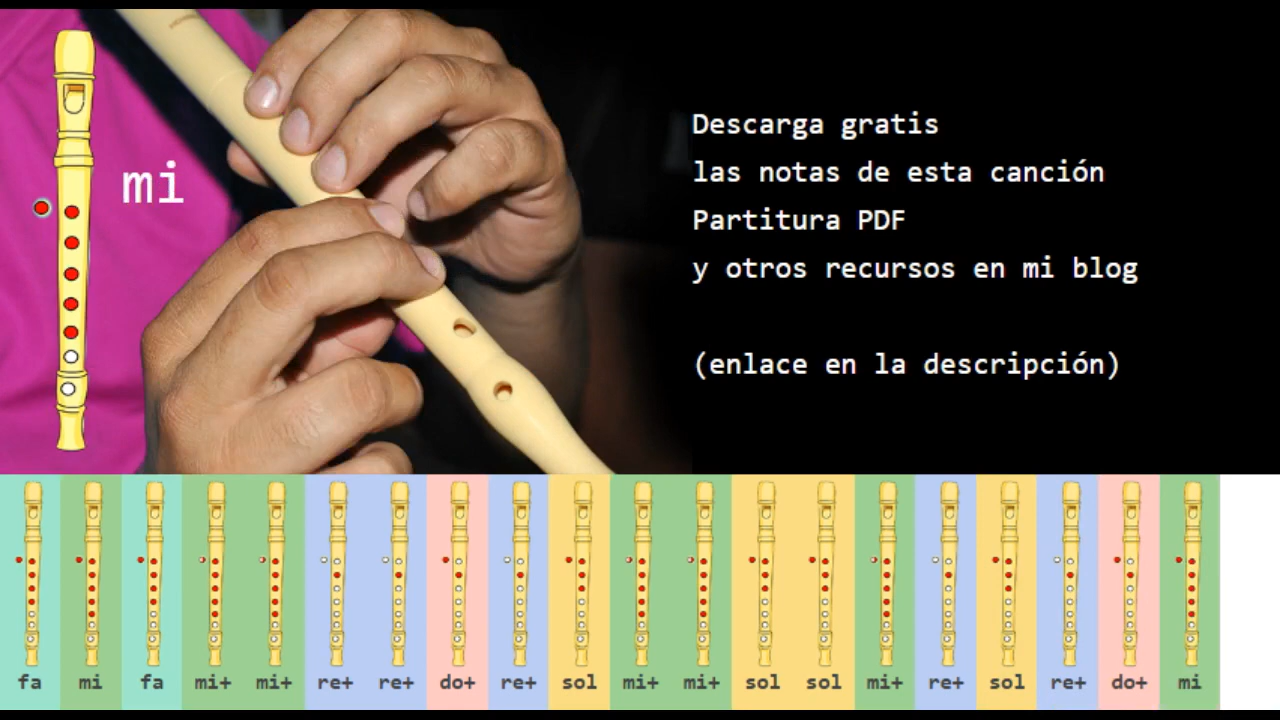 mi
Descarga gratis
las notas de esta canción
Partitura PDF
y otros recursos en mi blog
(enlace en la descripción)
fa mi fa mi+ mi+ re+ re+ do+ re+ sol mi+ mi+ sol sol mi+ re+ sol re+ do+ mi